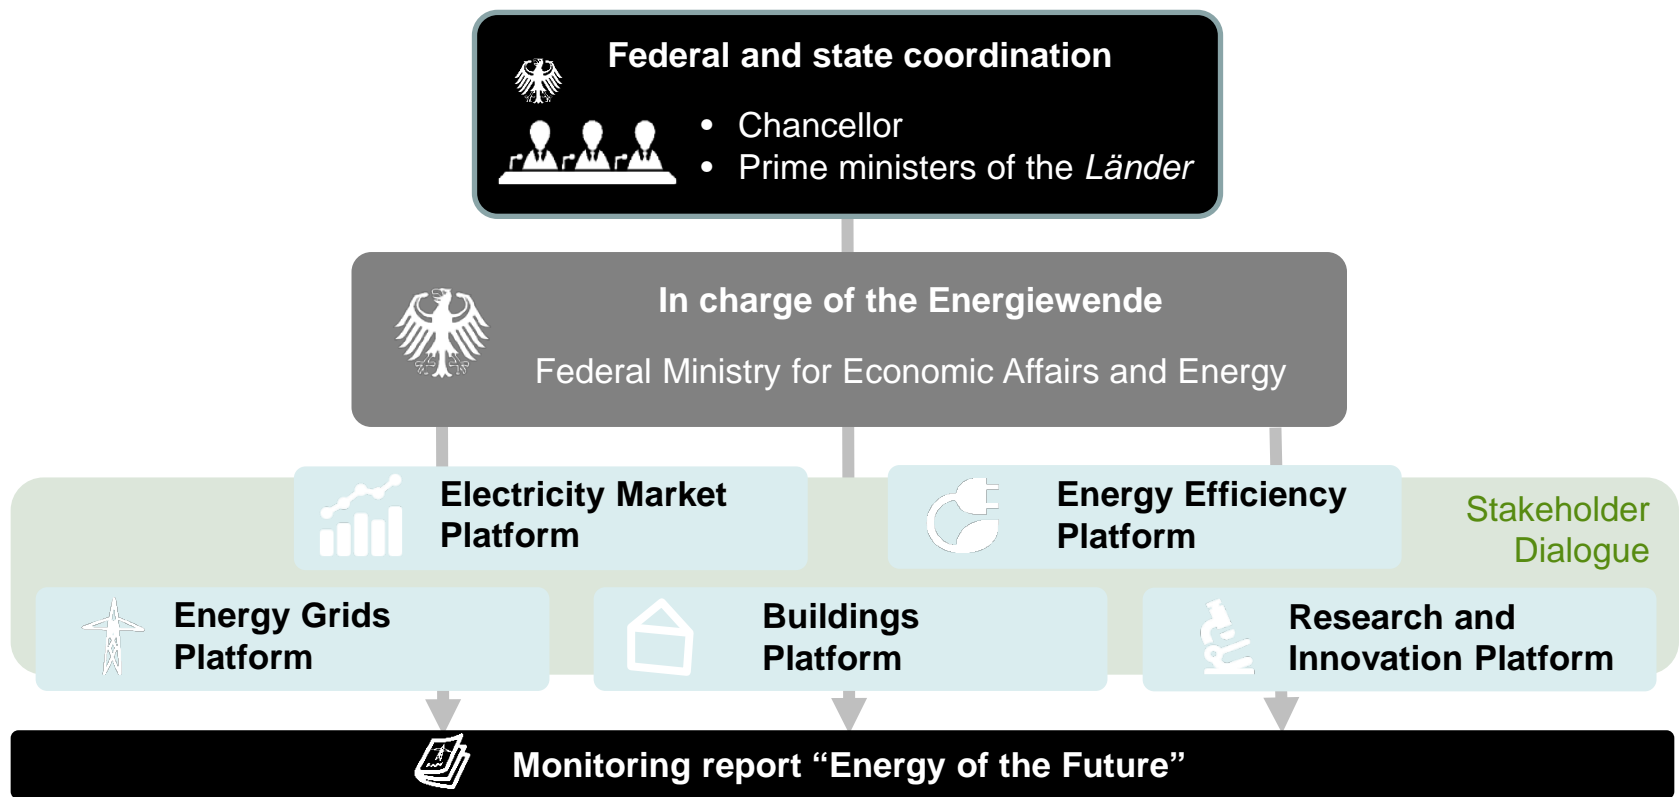 Federal and state coordination
• Chancellor
• Prime ministers of the Länder
In charge of the Energiewende
Federal Ministry for Economic Affairs and Energy
Electricity Market
Platform
Energy Efficiency
Platform
Stakeholder
Dialogue
Energy Grids
Platform
Buildings
Platform
Research and
Innovation Platform
Monitoring report “Energy of the Future”